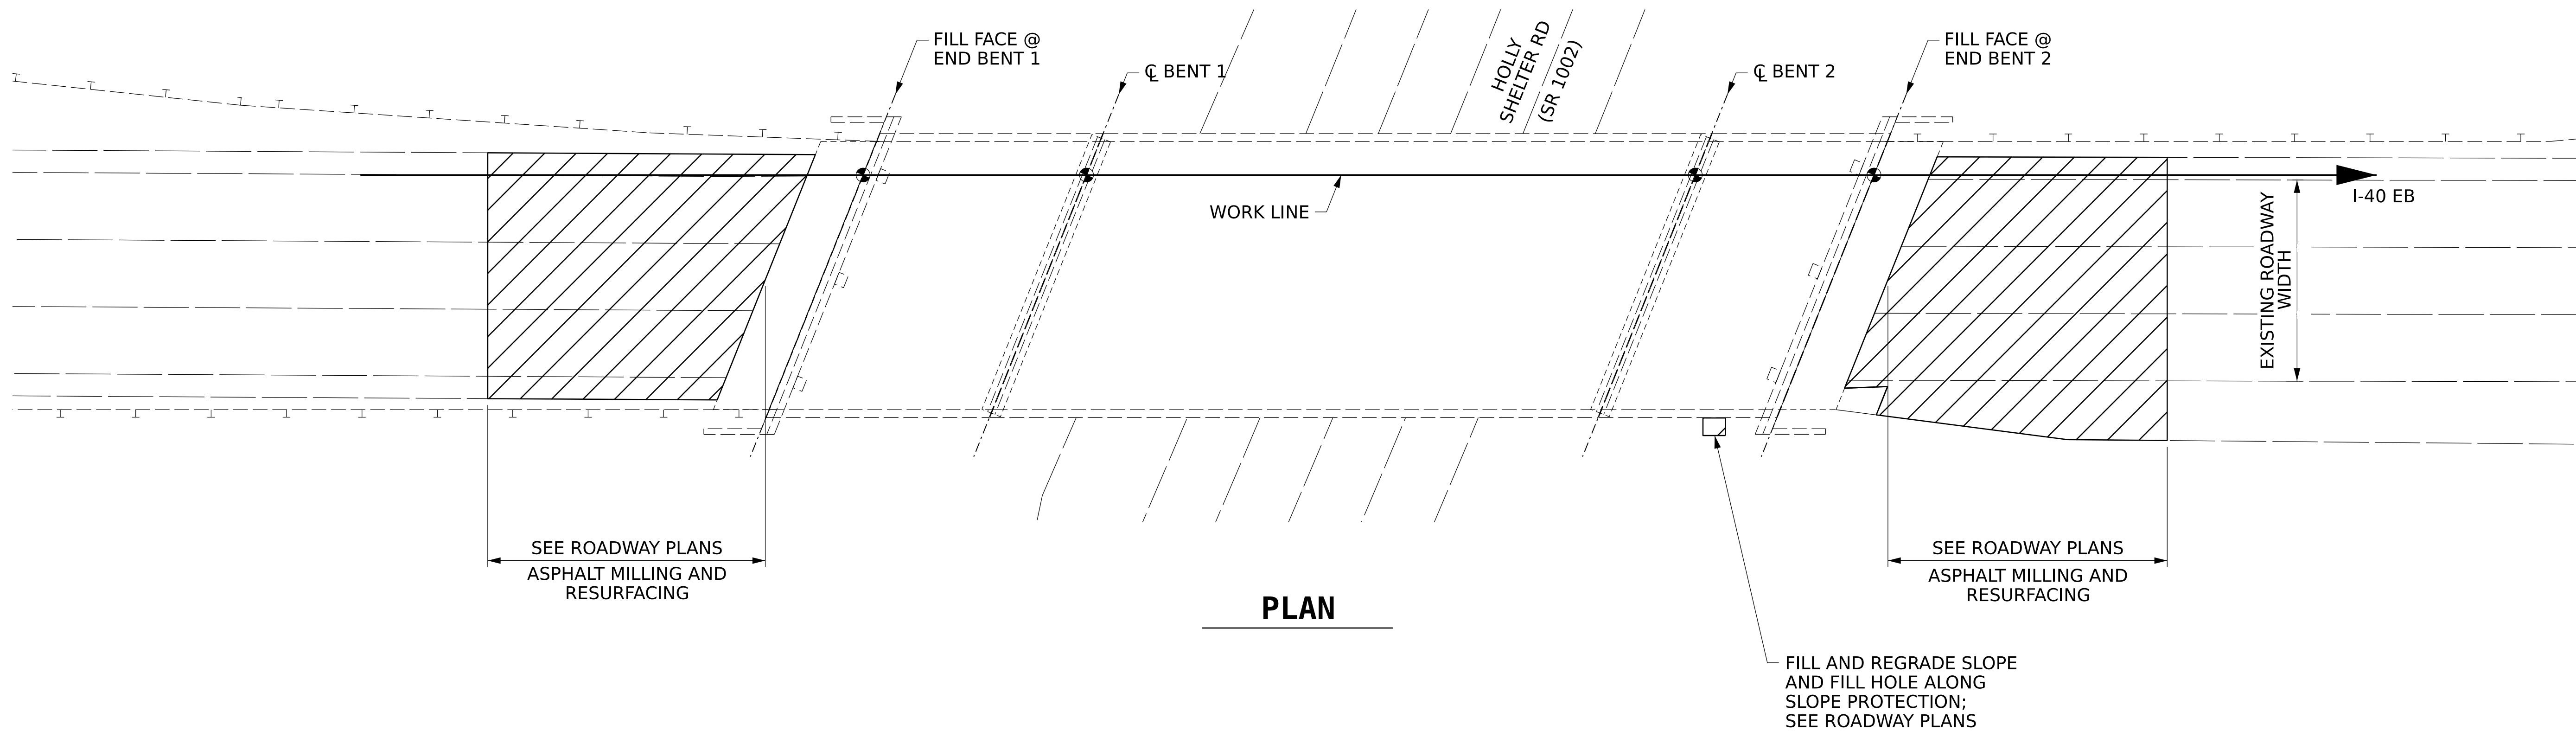 FILL FACE @
END BENT 1
℄ BENT 1
HOLLY
SHELTER RD
(SR 1002)
℄ BENT 2
FILL FACE @
END BENT 2
WORK LINE
I-40 EB
EXISTING ROADWAY
WIDTH
SEE ROADWAY PLANS
ASPHALT MILLING AND
RESURFACING
SEE ROADWAY PLANS
ASPHALT MILLING AND
RESURFACING
PLAN
FILL AND REGRADE SLOPE
AND FILL HOLE ALONG
SLOPE PROTECTION;
SEE ROADWAY PLANS